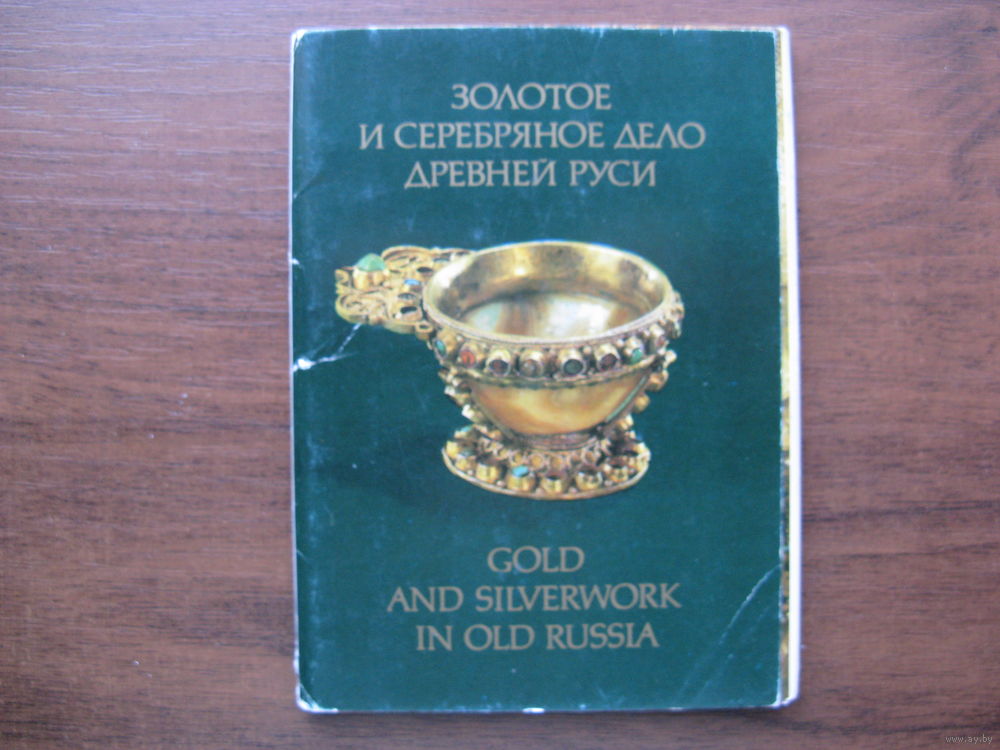 ЗОЛОТОЕ
И СЕРЕБРЯНОЕ ДЕЛО
ДРЕВНЕЙ РУСИ
GOLD
AND SILVERWORK
IN OLD RUSSIA
www.ay.by